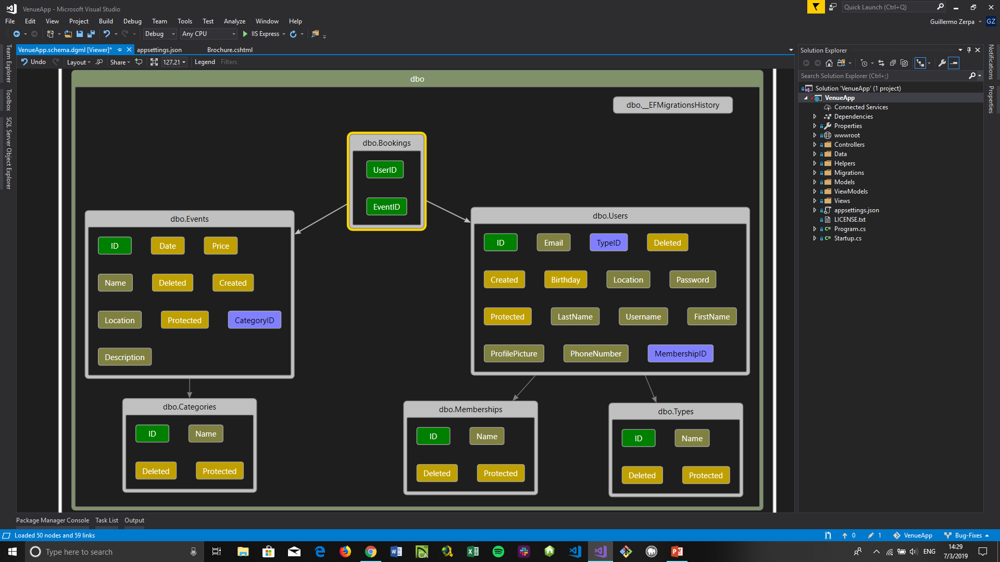 VenueApp - Microsoft Visual Studio
Quick Launch (Ctrl+Q)
File Edit View Project Build Debug Team Tools Test Analyze Window Help
Guillermo Zerpa GZ
Debug Any CPU IIS Express
VenueApp.schema.dgml [Viewer]* appsettings.json Brochure.cshtml
Undo Layout Share 127.21 Legend Filters
Team Explorer
Toolbox
SQL Server Object Explorer
dbo
dbo.__EFMigrationsHistory
dbo.Bookings
UserID
EventID
dbo.Events
ID Date Price
Name Deleted Created
Location Protected CategoryID
Description
dbo.Users
ID Email TypeID Deleted
Created Birthday Location Password
Protected LastName Username FirstName
ProfilePicture PhoneNumber MembershipID
dbo.Categories
ID Name
Deleted Protected
dbo.Memberships
ID Name
Deleted Protected
dbo.Types
ID Name
Deleted Protected
Solution Explorer
Search Solution Explorer (Ctrl+;)
Solution 'VenueApp' (1 project)
VenueApp
Connected Services
Dependencies
Properties
wwwroot
Controllers
Data
Helpers
Migrations
Models
ViewModels
Views
appsettings.json
LICENSE.txt
C# Program.cs
C# Startup.cs
Notifications
Properties
Package Manager Console Task List Output
Loaded 50 nodes and 59 links
0 1 VenueApp Bug-Fixes
Type here to search
CA
ENG
14:29
7/3/2019